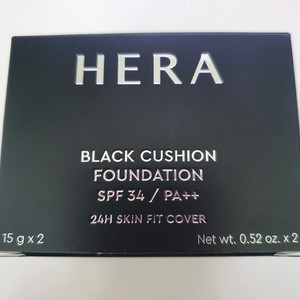 HERA
BLACK CUSHION
FOUNDATION
SPF 34 / PA++
24H SKIN FIT COVER
15 g x 2 Net wt. 0.52 oz. x 2